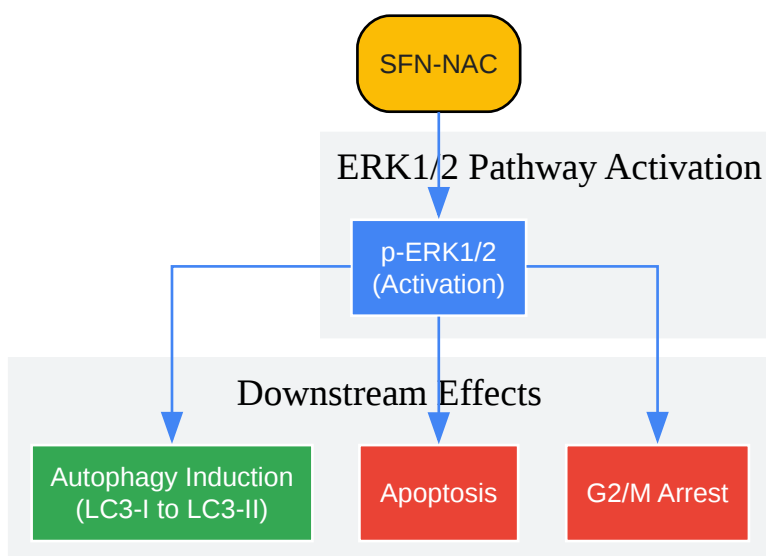 SFN-NAC
ERK1/2 Pathway Activation
p-ERK1/2
(Activation)
Downstream Effects
Autophagy Induction
(LC3-I to LC3-II)
Apoptosis
G2/M Arrest